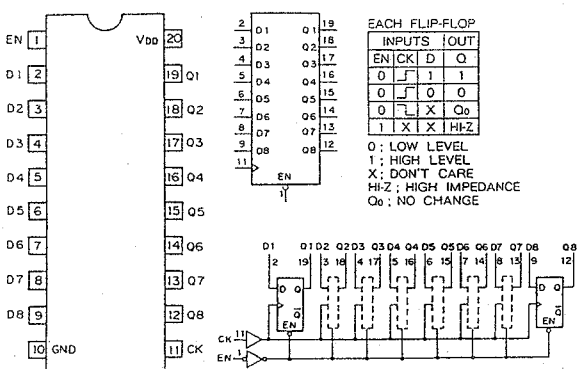 EN 1 VDD 20
D1 2 19 Q1
D2 3 18 Q2
D3 4 17 Q3
D4 5 16 Q4
D5 6 15 Q5
D6 7 14 Q6
D7 8 13 Q7
D8 9 12 Q8
10 GND 11 CK
2 D1 Q1 19
3 D2 Q2 18
4 D3 Q3 17
5 D4 Q4 16
6 D5 Q5 15
7 D6 Q6 14
8 D7 Q7 13
9 D8 Q8 12
11
EN
1
EACH FLIP-FLOP
INPUTS OUT
EN CK D Q
0 1 1
0 0 0
0 X Qo
1 X X HI-Z
0 ; LOW LEVEL
1 ; HIGH LEVEL
X ; DON'T CARE
HI-Z ; HIGH IMPEDANCE
Qo ; NO CHANGE
D1 Q1 D2 Q2 D3 Q3 D4 Q4 D5 Q5 D6 Q6 D7 Q7 D8 Q8
2 19 3 18 4 17 5 16 6 15 7 14 8 13 9 12
D Q D Q
Q Q
EN EN
CK 11
EN 1